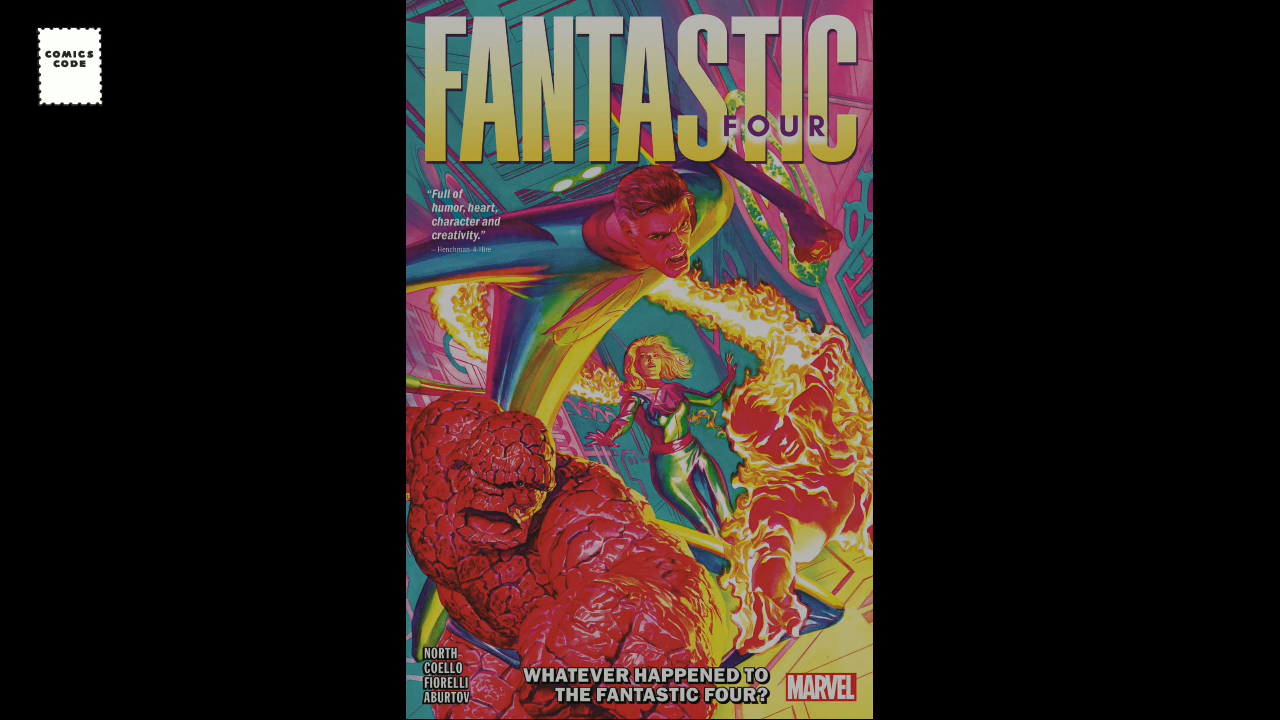 COMICS
CODE
FANTASTIC
FOUR
“Full of
humor, heart,
character and
creativity.”
– Henchman-4-Hire
NORTH
COELLO
FIORELLI
ABURTOV
WHATEVER HAPPENED TO
THE FANTASTIC FOUR?
MARVEL